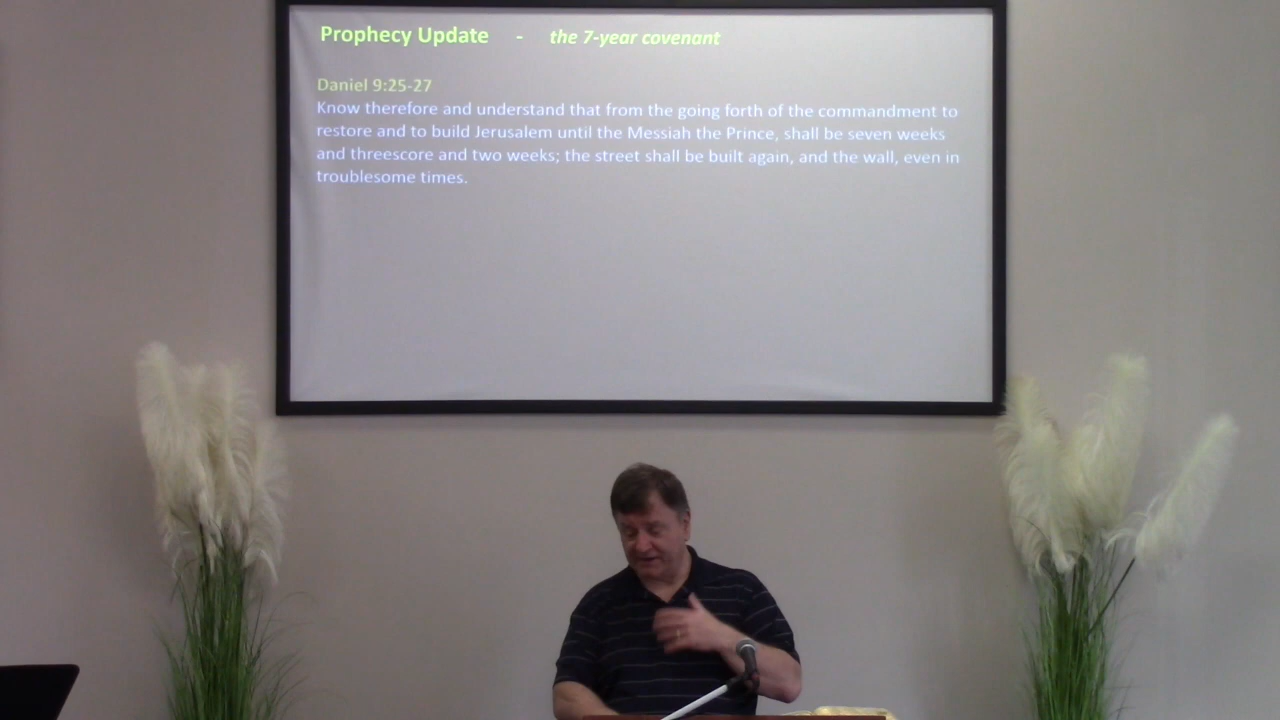 Prophecy Update - the 7-year covenant
Daniel 9:25-27
Know therefore and understand that from the going forth of the commandment to
restore and to build Jerusalem until the Messiah the Prince, shall be seven weeks
and threescore and two weeks; the street shall be built again, and the wall, even in
troublesome times.